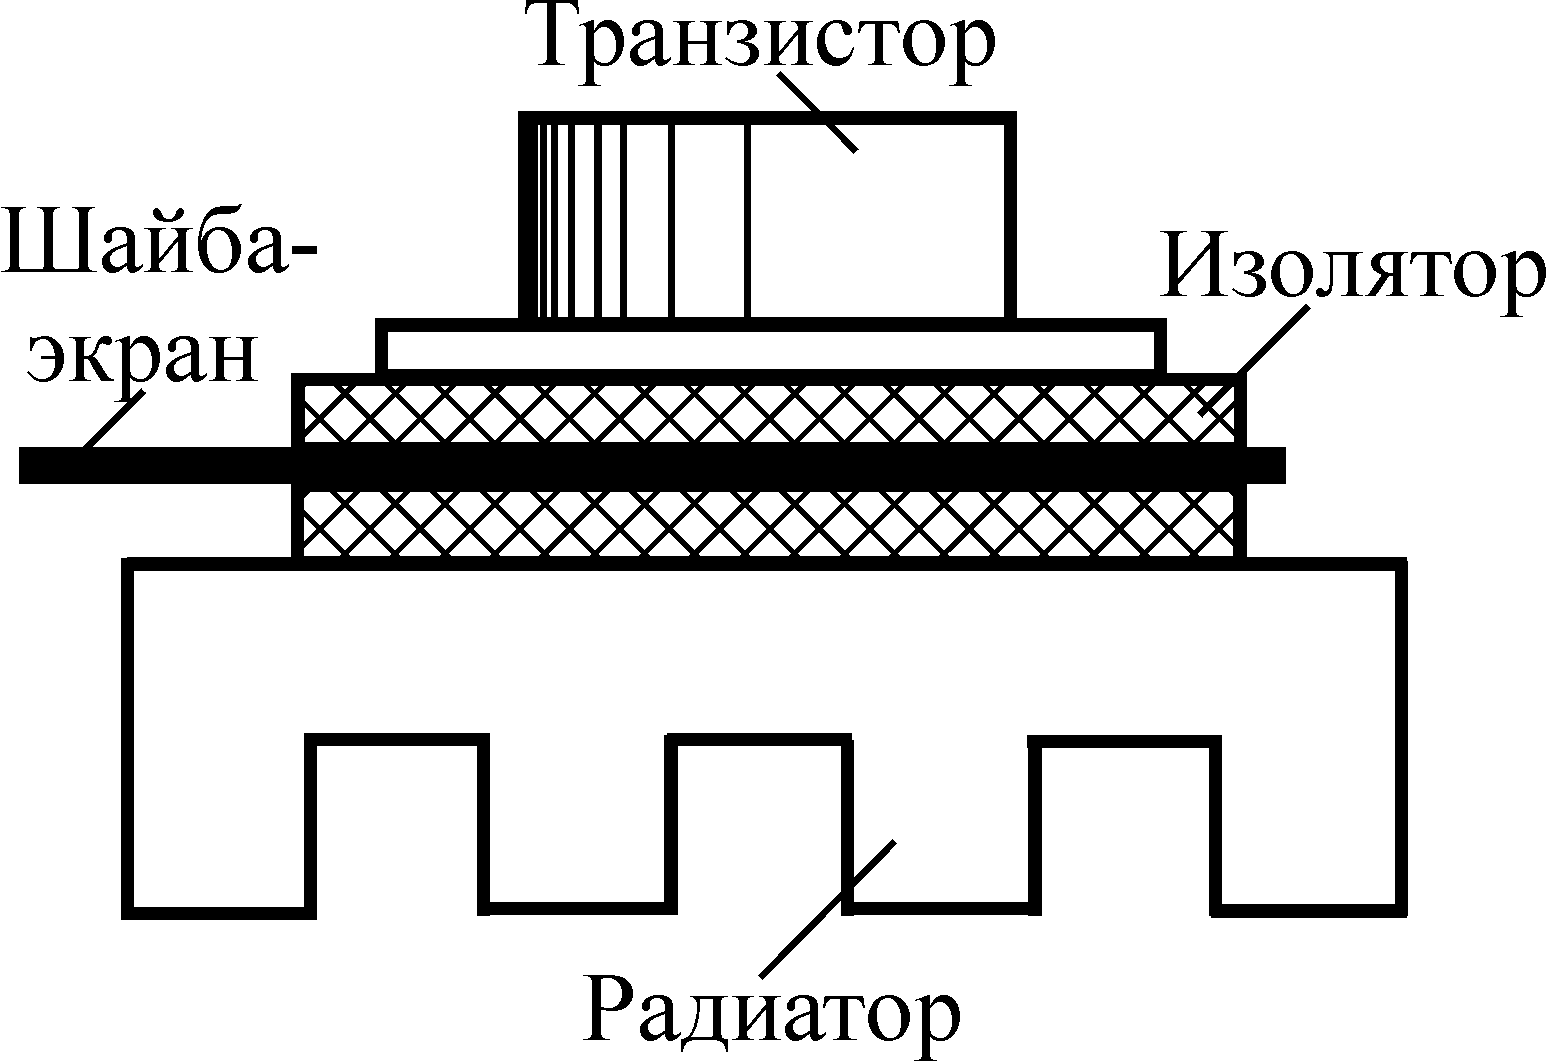 Транзистор
Шайба-
экран
Изолятор
Радиатор